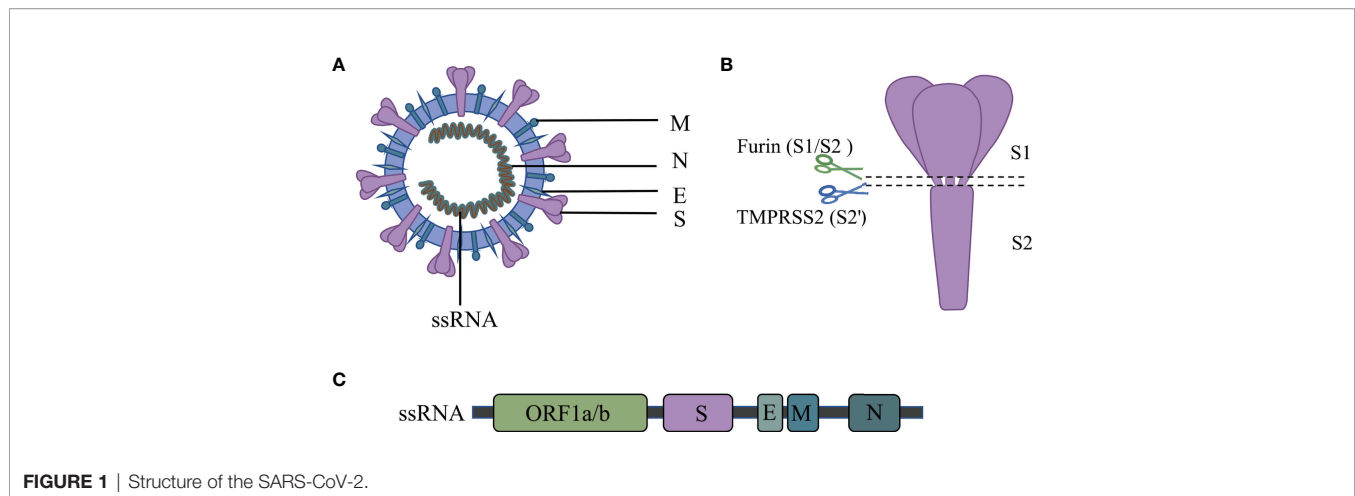 A
M
N
E
S
ssRNA
B
Furin (S1/S2 )
S1
TMPRSS2 (S2')
S2
C
ssRNA
ORF1a/b
S
E
M
N
FIGURE 1 | Structure of the SARS-CoV-2.